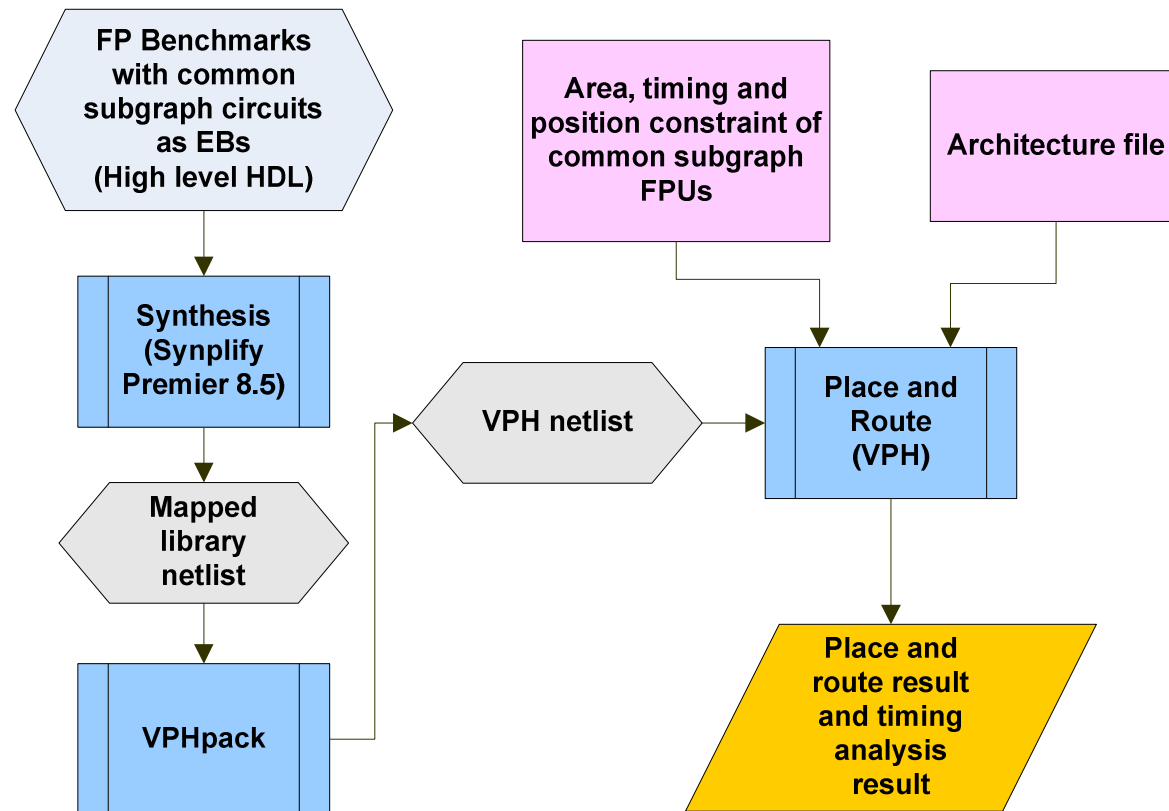 FP Benchmarks
with common
subgraph circuits
as EBs
(High level HDL)
Area, timing and
position constraint of
common subgraph
FPUs
Architecture file
Synthesis
(Synplify
Premier 8.5)
VPH netlist
Place and
Route
(VPH)
Mapped
library
netlist
VPHpack
Place and
route result
and timing
analysis
result